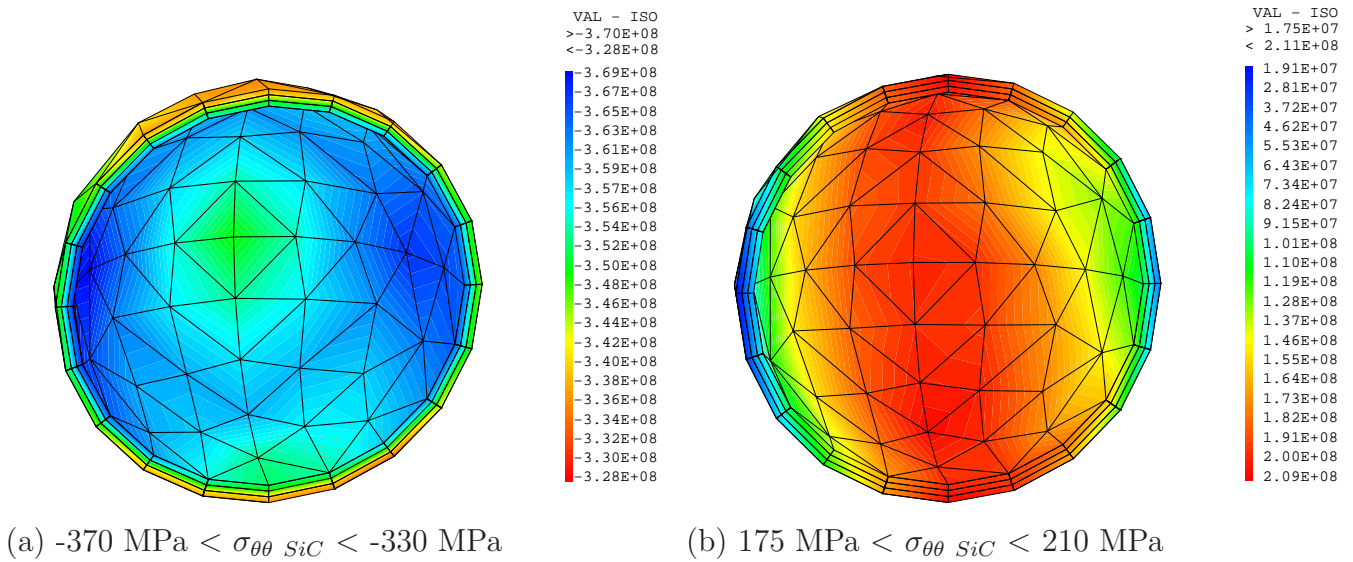 VAL - ISO
>-3.70E+08
<-3.28E+08
-3.69E+08
-3.67E+08
-3.65E+08
-3.63E+08
-3.61E+08
-3.59E+08
-3.57E+08
-3.56E+08
-3.54E+08
-3.52E+08
-3.50E+08
-3.48E+08
-3.46E+08
-3.44E+08
-3.42E+08
-3.40E+08
-3.38E+08
-3.36E+08
-3.34E+08
-3.32E+08
-3.30E+08
-3.28E+08
VAL - ISO
> 1.75E+07
< 2.11E+08
1.91E+07
2.81E+07
3.72E+07
4.62E+07
5.53E+07
6.43E+07
7.34E+07
8.24E+07
9.15E+07
1.01E+08
1.10E+08
1.19E+08
1.28E+08
1.37E+08
1.46E+08
1.55E+08
1.64E+08
1.73E+08
1.82E+08
1.91E+08
2.00E+08
2.09E+08
(a) -370 MPa < σθθ SiC < -330 MPa
(b) 175 MPa < σθθ SiC < 210 MPa